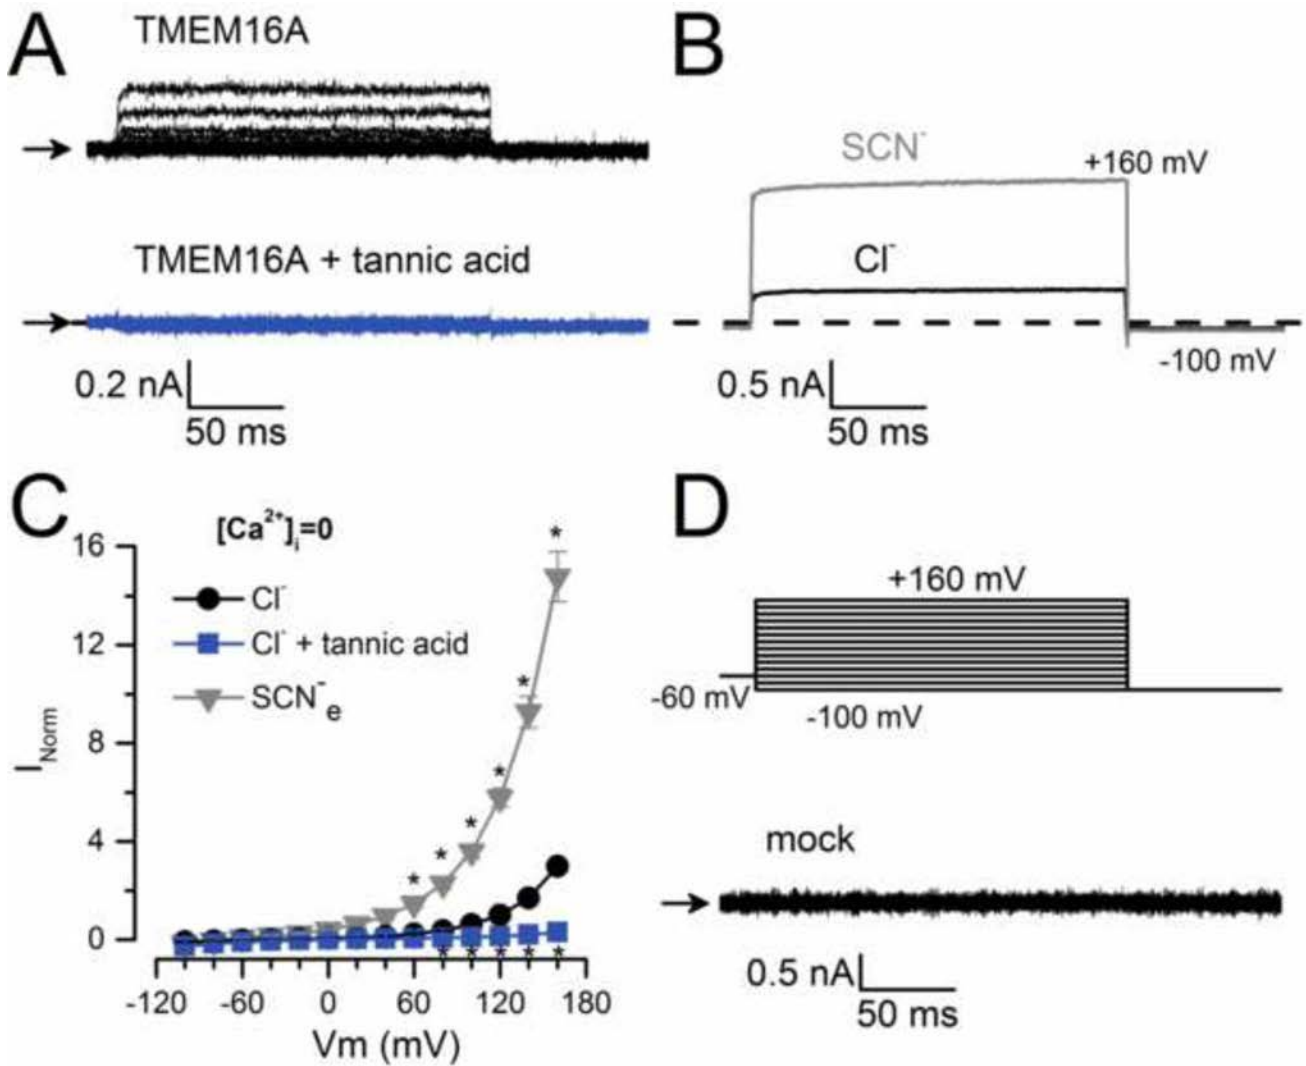 A
TMEM16A
TMEM16A + tannic acid
0.2 nA
50 ms
B
SCN⁻
+160 mV
Cl⁻
-100 mV
0.5 nA
50 ms
C
[Ca²⁺]ᵢ=0
Cl⁻
Cl⁻ + tannic acid
SCN⁻e
* * * * * * *
16
12
8
4
0
* * * * *
I Norm
-120 -60 0 60 120 180
Vm (mV)
D
+160 mV
-60 mV
-100 mV
mock
0.5 nA
50 ms